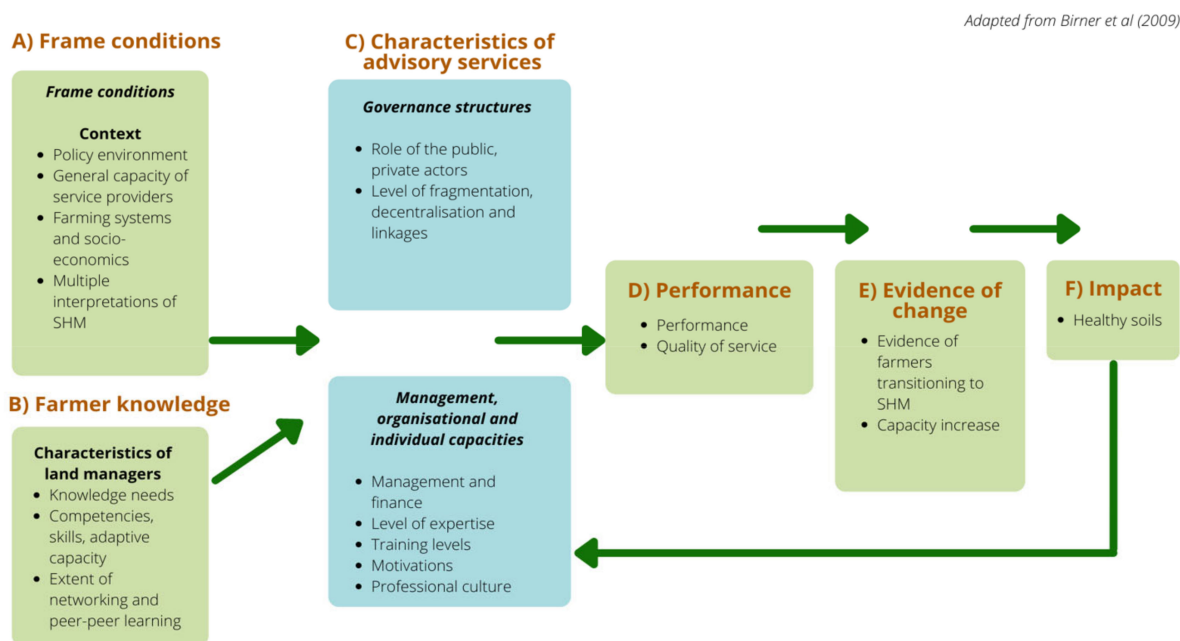 Adapted from Birner et al (2009)
A) Frame conditions
Frame conditions
Context
• Policy environment
• General capacity of
service providers
• Farming systems
and socio-
economics
• Multiple
interpretations of
SHM
B) Farmer knowledge
Characteristics of
land managers
• Knowledge needs
• Competencies,
skills, adaptive
capacity
• Extent of
networking and
peer-peer learning
C) Characteristics of
advisory services
Governance structures
• Role of the public,
private actors
• Level of fragmentation,
decentralisation and
linkages
Management,
organisational and
individual capacities
• Management and
finance
• Level of expertise
• Training levels
• Motivations
• Professional culture
D) Performance
• Performance
• Quality of service
E) Evidence of
change
• Evidence of
farmers
transitioning to
SHM
• Capacity increase
F) Impact
• Healthy soils